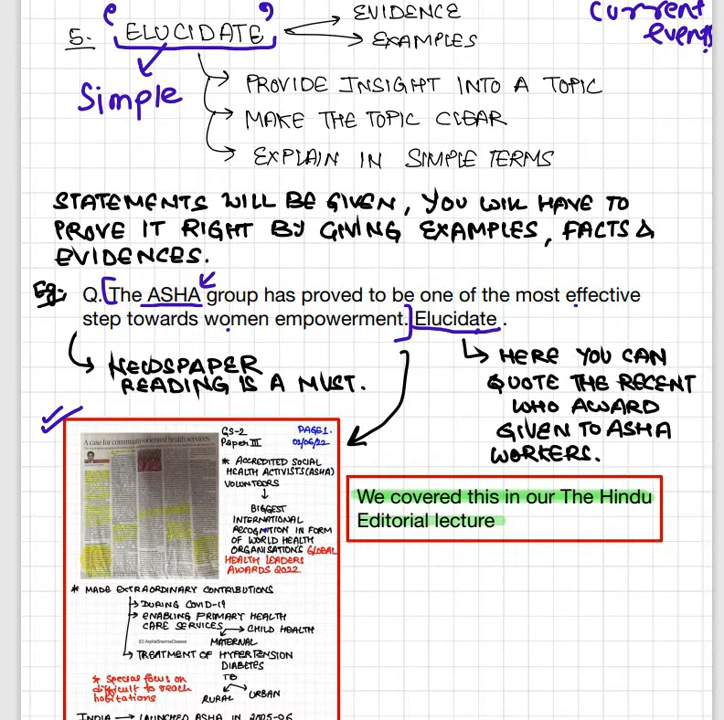 5. 'ELUCIDATE'
EVIDENCE
EXAMPLES
current
events
Simple
PROVIDE INSIGHT INTO A TOPIC
MAKE THE TOPIC CLEAR
EXPLAIN IN SIMPLE TERMS
STATEMENTS WILL BE GIVEN, YOU WILL HAVE TO
PROVE IT RIGHT BY GIVING EXAMPLES, FACTS &
EVIDENCES.
Eg:- Q. [The ASHA group has proved to be one of the most effective
step towards women empowerment.] Elucidate .
NEWSPAPER
READING IS A MUST.
HERE YOU CAN
QUOTE THE RECENT
WHO AWARD
GIVEN TO ASHA
WORKERS.
We covered this in our The Hindu
Editorial lecture
A case for community-oriented health services
GS-2
Paper III
PAGE 1.
* ACCREDITED SOCIAL
HEALTH ACTIVISTS (ASHA)
VOLUNTEERS
BIGGEST
INTERNATIONAL
RECOGNITION IN FORM
OF WORLD HEALTH
ORGANISATION'S GLOBAL
HEALTH LEADERS
AWARDS 2022.
* MADE EXTRAORDINARY CONTRIBUTIONS
DURING COVID-19
ENABLING PRIMARY HEALTH
CARE SERVICES → CHILD HEALTH
MATERNAL
TREATMENT OF HYPERTENSION
DIABETES
TB
RURAL URBAN
* Special focus on
difficult to reach
habitations
INDIA → LAUNCHED ASHA IN 2005-06